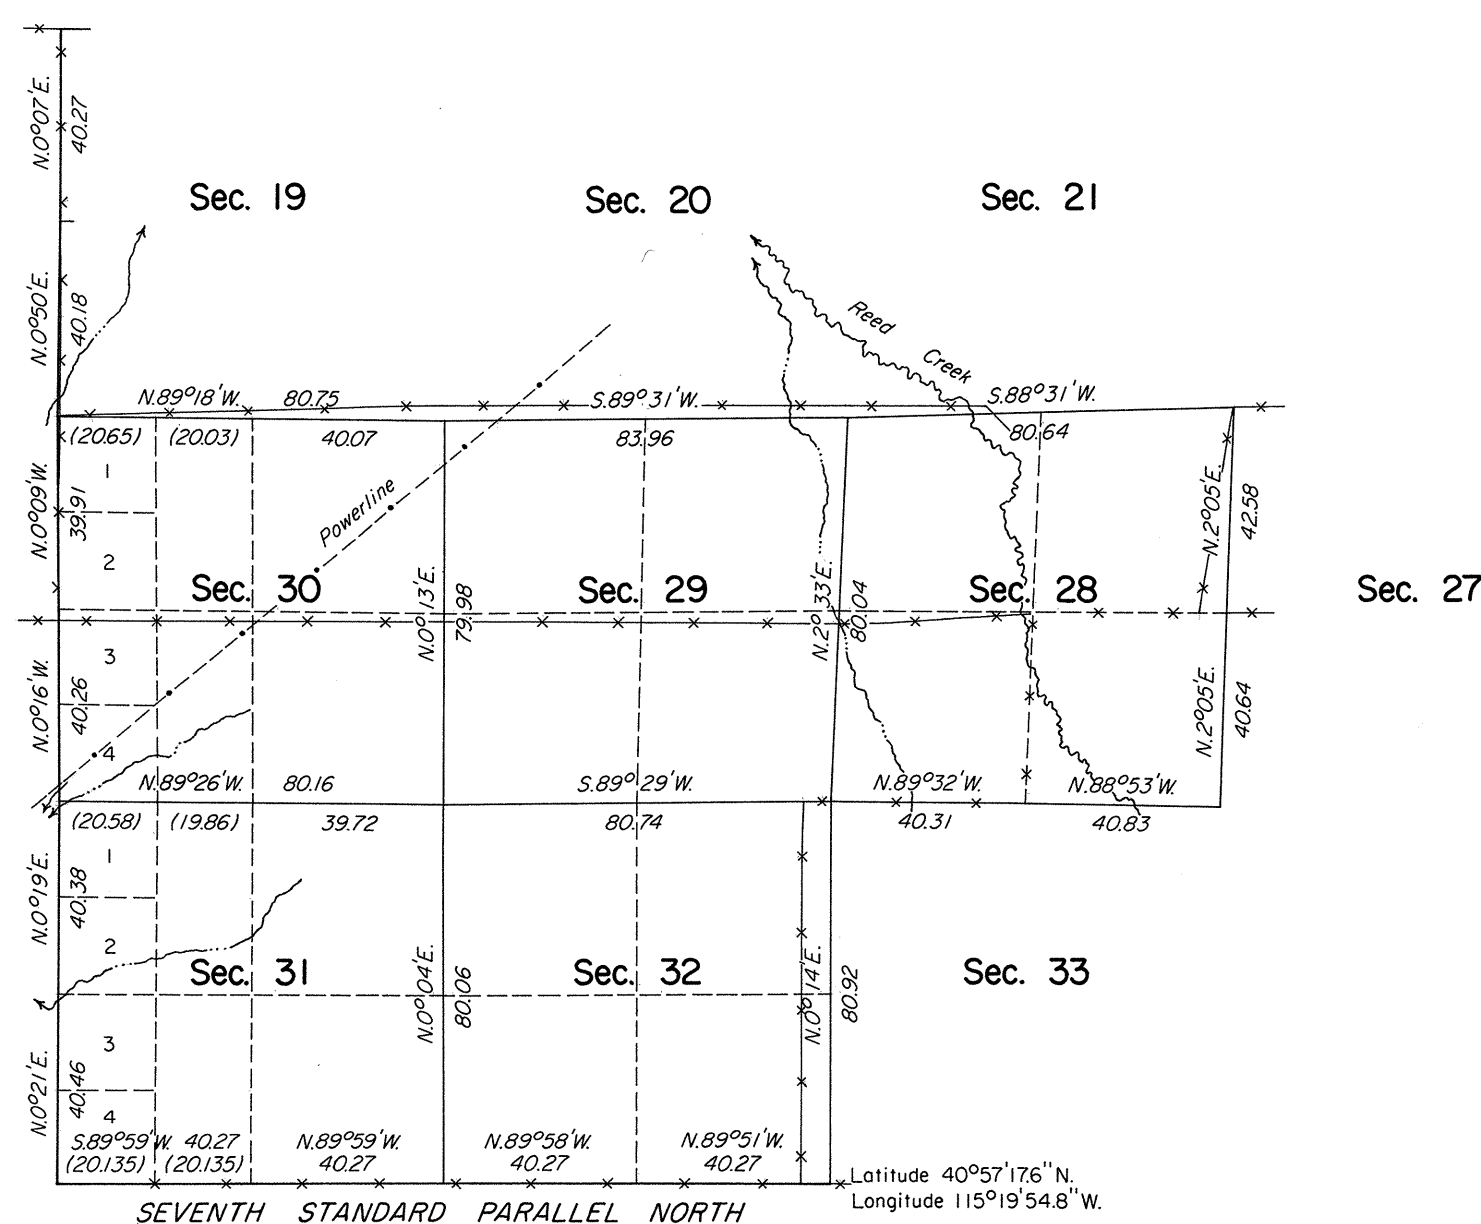 N.0°07'E.
40.27
Sec. 19
Sec. 20
Sec. 21
N.0°50'E.
40.18
Reed
Creek
N.89°18'W. 80.75
S.89°31'W.
S.88°31'W.
(20.65) (20.03) 40.07
83.96
80.64
1
N.0°09'W.
39.91
Powerline
N.2°05'E.
42.58
2
Sec. 30
N.0°13'E.
79.98
Sec. 29
N.2°33'E.
80.04
Sec. 28
Sec. 27
3
N.0°16'W.
40.26
N.2°05'E.
40.64
4
N.89°26'W. 80.16
S.89°29'W.
N.89°32'W.
N.88°53'W.
(20.58) (19.86) 39.72
80.74
40.31
40.83
1
N.0°19'E.
40.38
2
Sec. 31
N.0°04'E.
80.06
Sec. 32
N.0°14'E.
80.92
Sec. 33
3
N.0°21'E.
40.46
4
S.89°59'W. 40.27
N.89°59'W.
N.89°58'W.
N.89°51'W.
(20.135) (20.135)
40.27
40.27
40.27
Latitude 40°57'17.6"N.
Longitude 115°19'54.8"W.
SEVENTH STANDARD PARALLEL NORTH